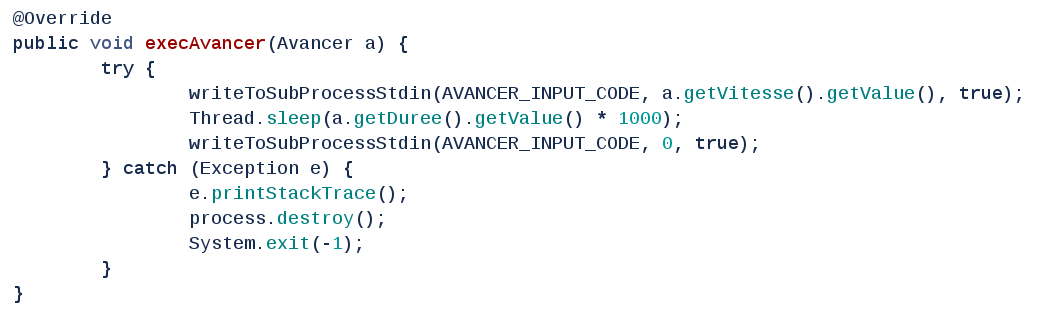 @Override
public void execAvancer(Avancer a) {
        try {
                writeToSubProcessStdin(AVANCER_INPUT_CODE, a.getVitesse().getValue(), true);
                Thread.sleep(a.getDuree().getValue() * 1000);
                writeToSubProcessStdin(AVANCER_INPUT_CODE, 0, true);
        } catch (Exception e) {
                e.printStackTrace();
                process.destroy();
                System.exit(-1);
        }
}